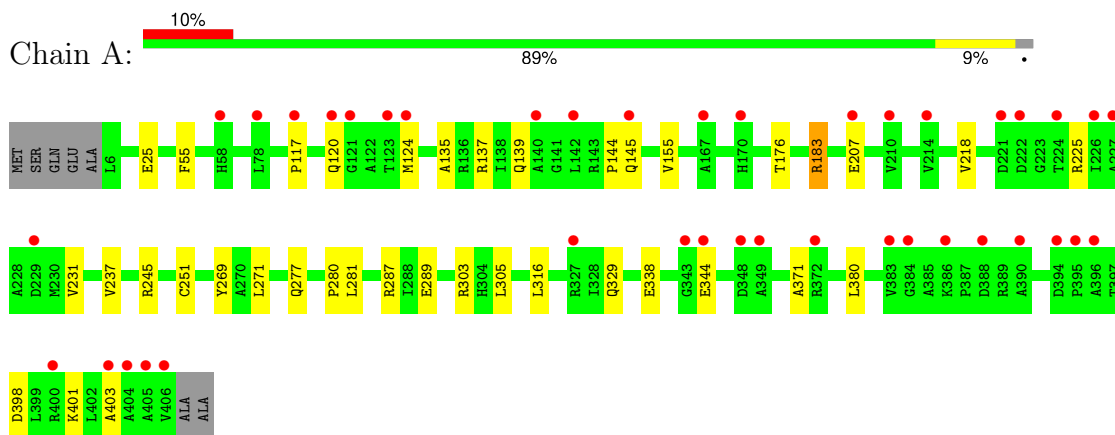 10%
Chain A:
89% 9% •
MET SER GLN GLU ALA L6 E25 F55 H58 L78 P117 Q120 G121 A122 T123 M124 A135 R136 R137 I138 Q139 A140 G141 L142 R143 P144 Q145 V155 A167 H170 T176 R183 E207 V210 V214 V218 D221 D222 G223 T224 R225 I226 A227
A228 D229 M230 V231 V237 R245 C251 Y269 A270 L271 Q277 P280 L281 R287 I288 E289 R303 H304 L305 L316 R327 I328 Q329 E338 G343 E344 D348 A349 A371 R372 L380 V383 G384 A385 K386 P387 D388 R389 A390 D394 P395 A396 T397
D398 L399 R400 K401 L402 A403 A404 A405 V406 ALA ALA